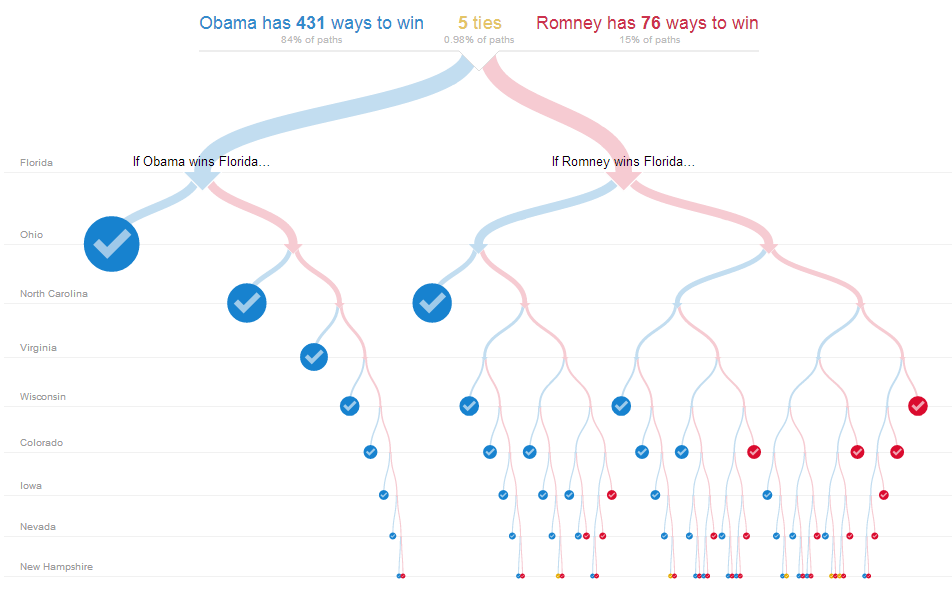 Obama has 431 ways to win
84% of paths
5 ties
0.98% of paths
Romney has 76 ways to win
15% of paths
Florida
If Obama wins Florida...
If Romney wins Florida...
Ohio
North Carolina
Virginia
Wisconsin
Colorado
Iowa
Nevada
New Hampshire